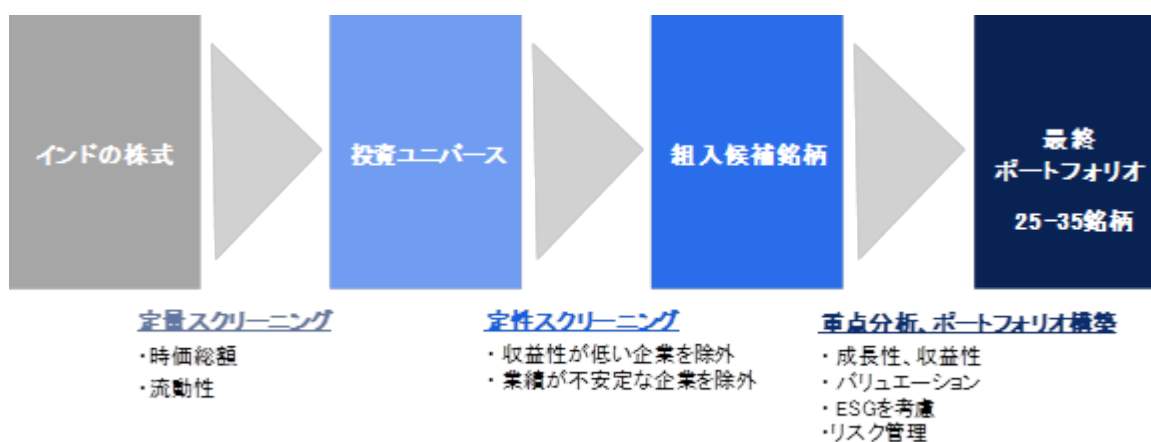 インドの株式
投資ユニバース
組入候補銘柄
最終
ポートフォリオ
25-35銘柄
定量スクリーニング
・時価総額
・流動性
定性スクリーニング
・収益性が低い企業を除外
・業績が不安定な企業を除外
重点分析、ポートフォリオ構築
・成長性、収益性
・バリュエーション
・ESGを考慮
・リスク管理